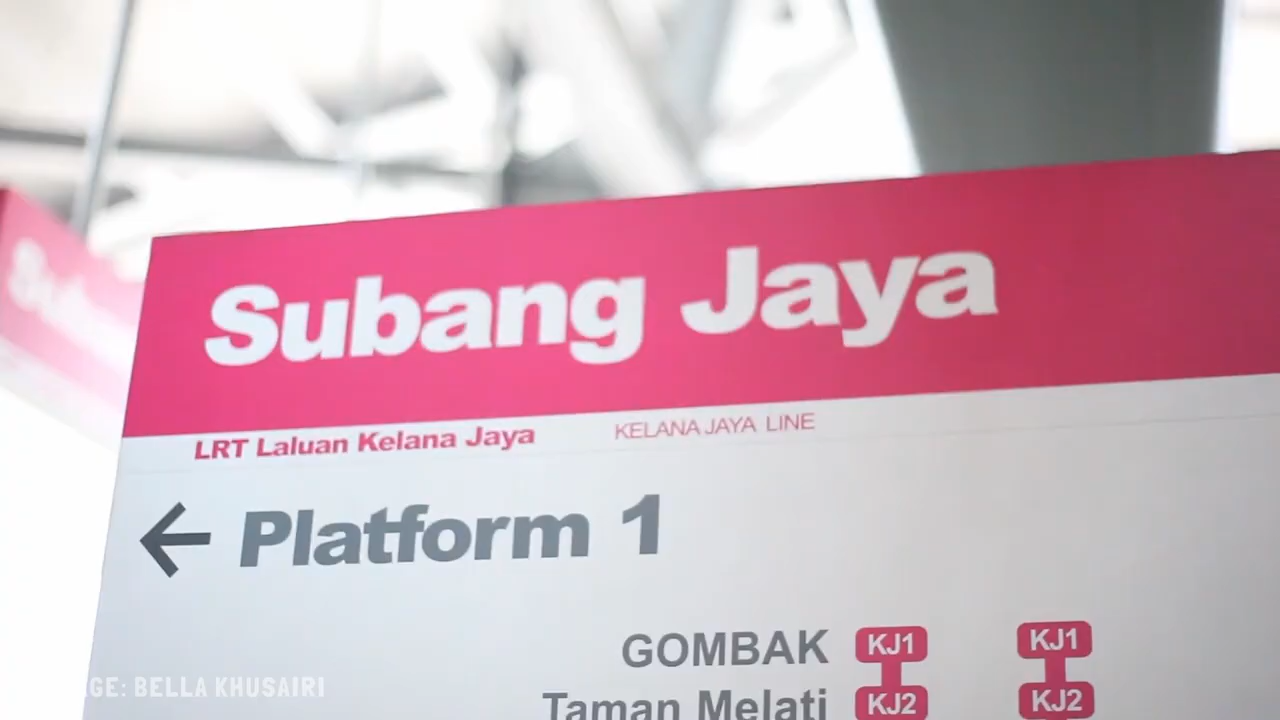 Subang Jaya
LRT Laluan Kelana Jaya KELANA JAYA LINE
Platform 1
GOMBAK KJ1 KJ1
Taman Melati KJ2 KJ2
BELLA KHUSAIRI